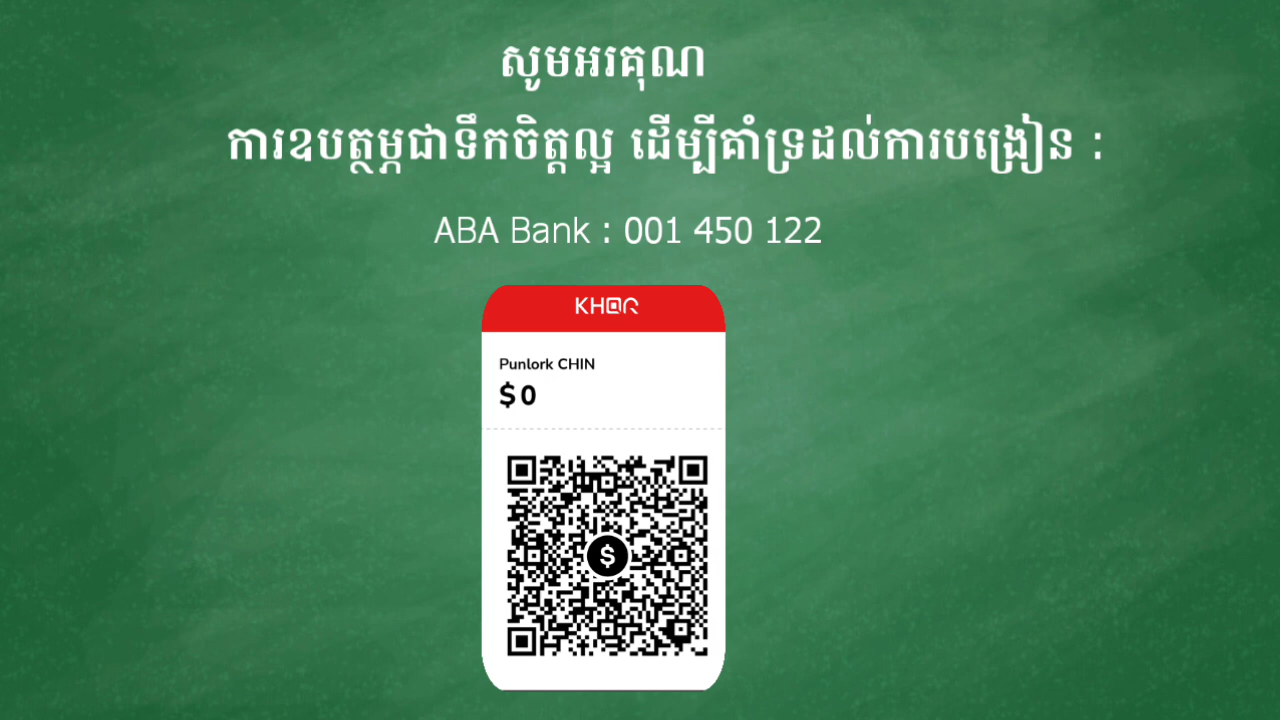 សូមអរគុណ
ការឧបត្ថម្ភជាទឹកចិត្តល្អ ដើម្បីគាំទ្រដល់ការបង្រៀន :
ABA Bank : 001 450 122
KHQR
Punlork CHIN
$ 0
$